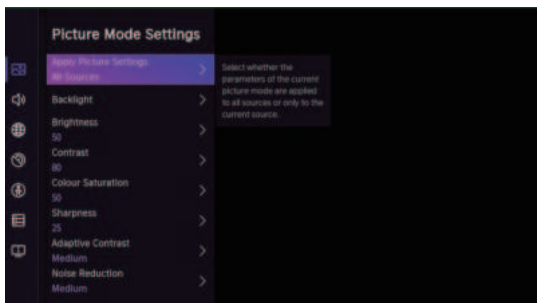 Picture Mode Settings
Apply Picture Settings
All Sources
Select whether the
parameters of the current
picture mode are applied
to all sources or only to the
current source.
Backlight
Brightness
50
Contrast
80
Colour Saturation
50
Sharpness
25
Adaptive Contrast
Medium
Noise Reduction
Medium